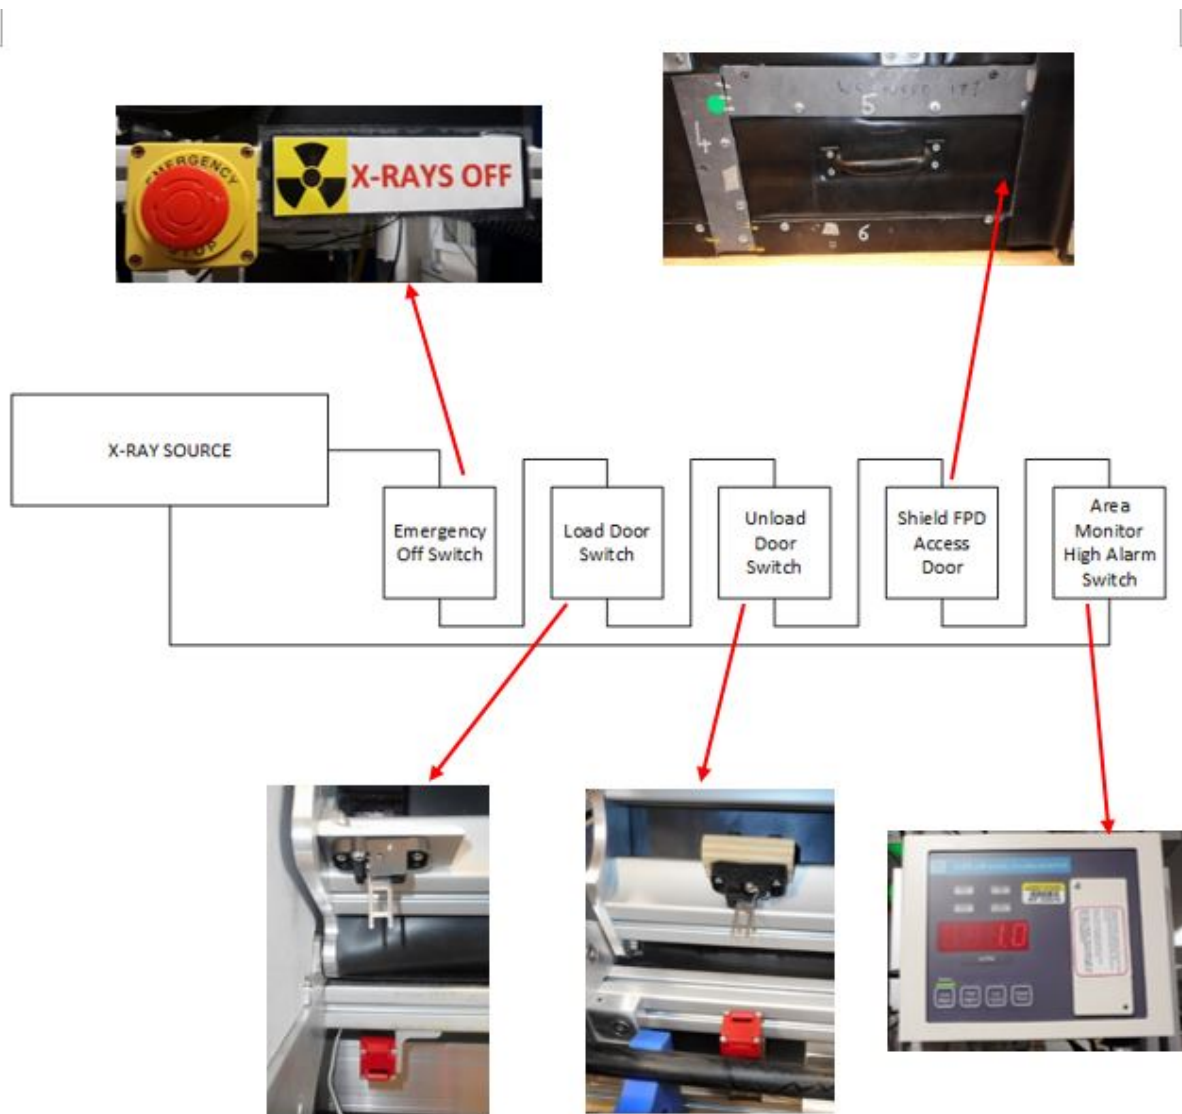 EMERGENCY
STOP
X-RAYS OFF
5
4
6
X-RAY SOURCE
Emergency
Off Switch
Load Door
Switch
Unload
Door
Switch
Shield FPD
Access
Door
Area
Monitor
High Alarm
Switch
1.0